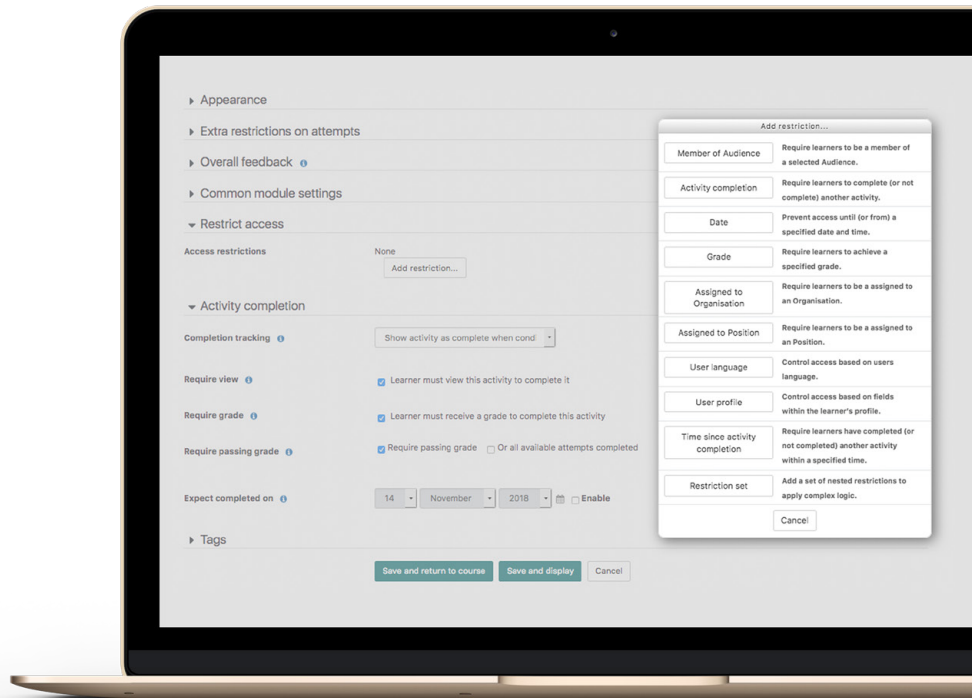 Appearance
Extra restrictions on attempts
Overall feedback
Common module settings
Restrict access
Access restrictions
None
Add restriction...
Activity completion
Completion tracking
Show activity as complete when condi
Require view
Learner must view this activity to complete it
Require grade
Learner must receive a grade to complete this activity
Require passing grade
Require passing grade Or all available attempts completed
Expect completed on
14 November 2018 Enable
Tags
Save and return to course Save and display Cancel
Add restriction...
Member of Audience
Require learners to be a member of
a selected Audience.
Activity completion
Require learners to complete (or not
complete) another activity.
Date
Prevent access until (or from) a
specified date and time.
Grade
Require learners to achieve a
specified grade.
Assigned to
Organisation
Require learners to be a assigned to
an Organisation.
Assigned to Position
Require learners to be a assigned to
an Position.
User language
Control access based on users
language.
User profile
Control access based on fields
within the learner's profile.
Time since activity
completion
Require learners have completed (or
not completed) another activity
within a specified time.
Restriction set
Add a set of nested restrictions to
apply complex logic.
Cancel